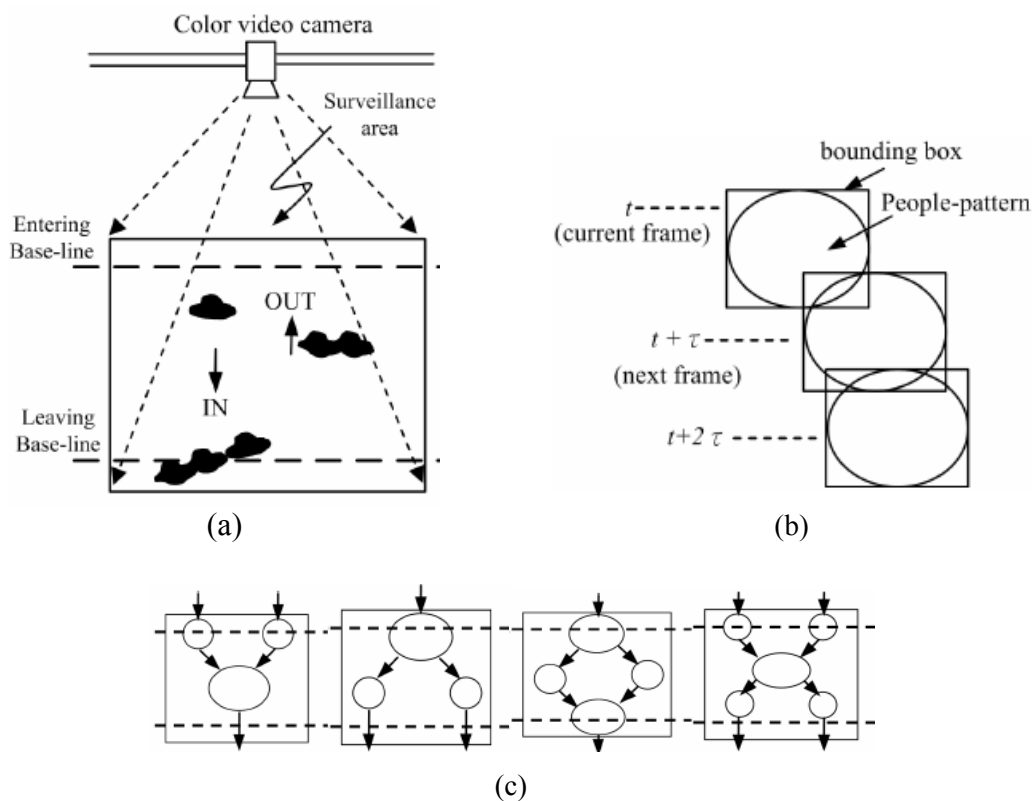 Color video camera
Surveillance
area
Entering
Base-line
OUT
IN
Leaving
Base-line
(a)
bounding box
People-pattern
t
(current frame)
t + τ
(next frame)
t+2 τ
(b)
(c)